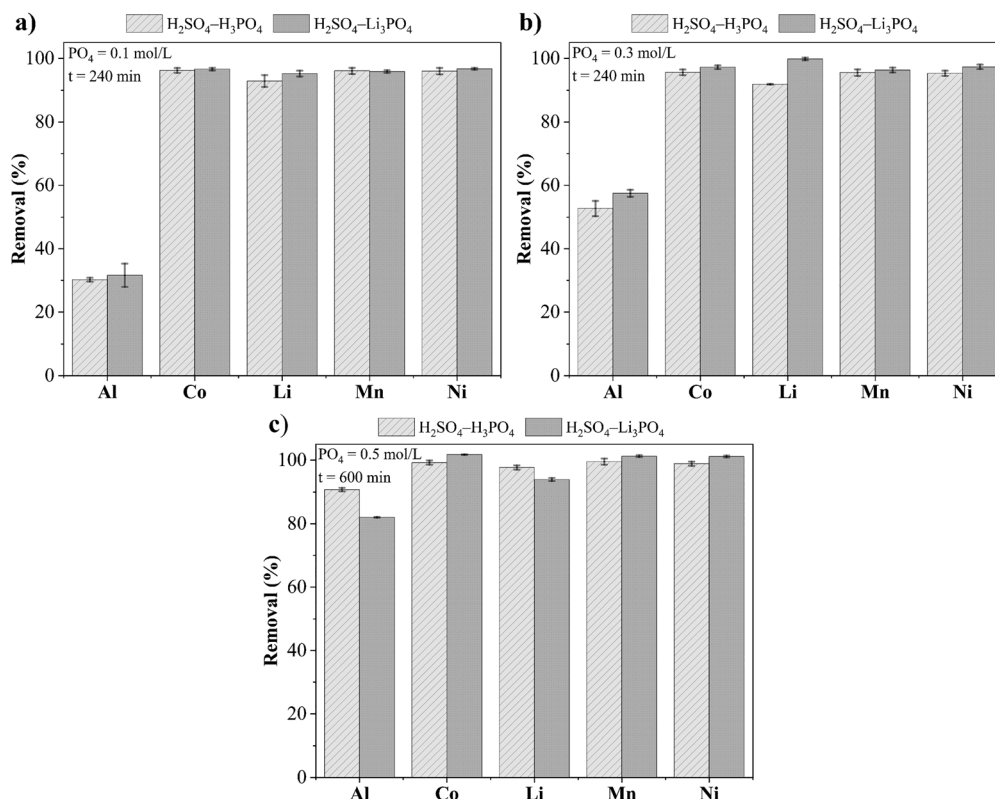 a)
H₂SO₄–H₃PO₄ H₂SO₄–Li₃PO₄
PO₄ = 0.1 mol/L
t = 240 min
Removal (%)
100
80
60
40
20
0
Al Co Li Mn Ni
b)
H₂SO₄–H₃PO₄ H₂SO₄–Li₃PO₄
PO₄ = 0.3 mol/L
t = 240 min
Removal (%)
100
80
60
40
20
0
Al Co Li Mn Ni
c)
H₂SO₄–H₃PO₄ H₂SO₄–Li₃PO₄
PO₄ = 0.5 mol/L
t = 600 min
Removal (%)
100
80
60
40
20
0
Al Co Li Mn Ni